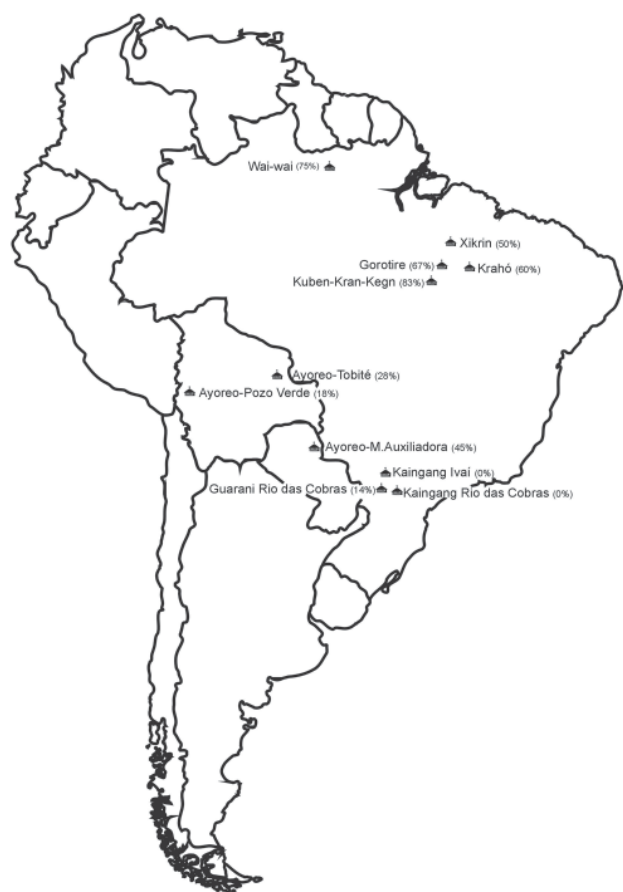 Wai-wai (75%)
Xikrin (50%)
Gorotire (67%)
Krahó (60%)
Kuben-Kran-Kegn (83%)
Ayoreo-Tobité (28%)
Ayoreo-Pozo Verde (18%)
Ayoreo-M.Auxiliadora (45%)
Kaingang Ivaí (0%)
Guarani Rio das Cobras (14%)
Kaingang Rio das Cobras (0%)